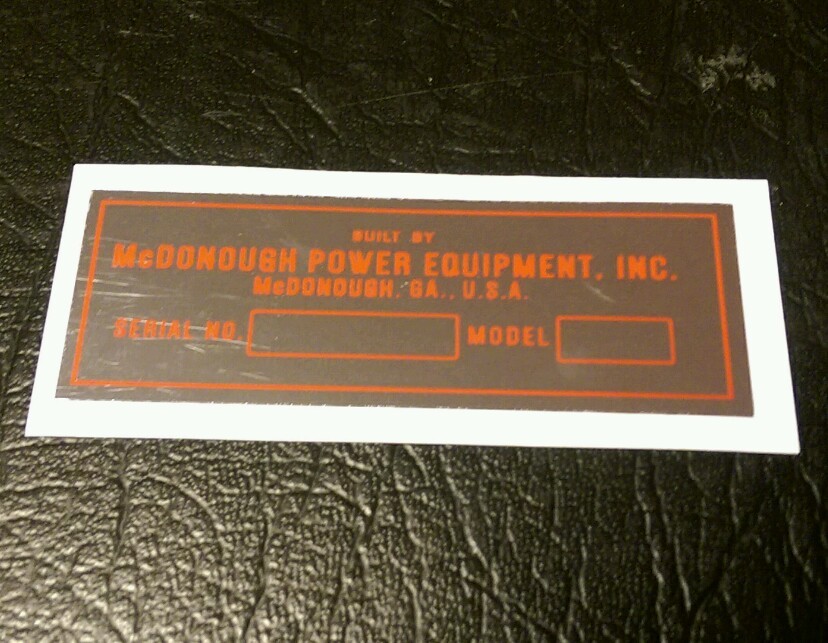 BUILT BY
McDONOUGH POWER EQUIPMENT, INC.
McDONOUGH, GA., U.S.A.
SERIAL NO. MODEL